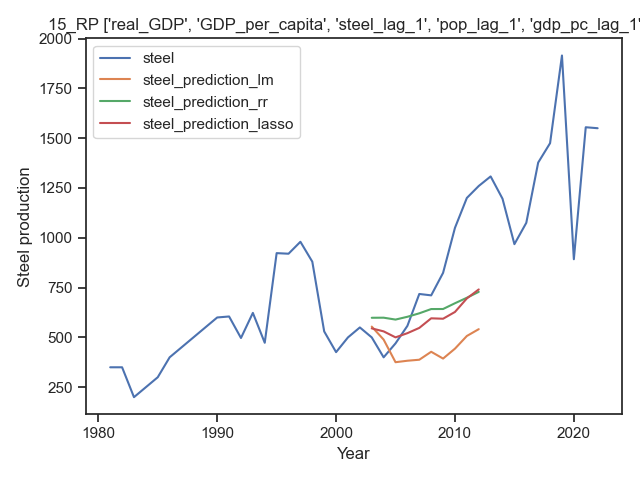 15_RP ['real_GDP', 'GDP_per_capita', 'steel_lag_1', 'pop_lag_1', 'gdp_pc_lag_1'
steel
steel_prediction_lm
steel_prediction_rr
steel_prediction_lasso
Steel production
2000
1750
1500
1250
1000
750
500
250
1980 1990 2000 2010 2020
Year